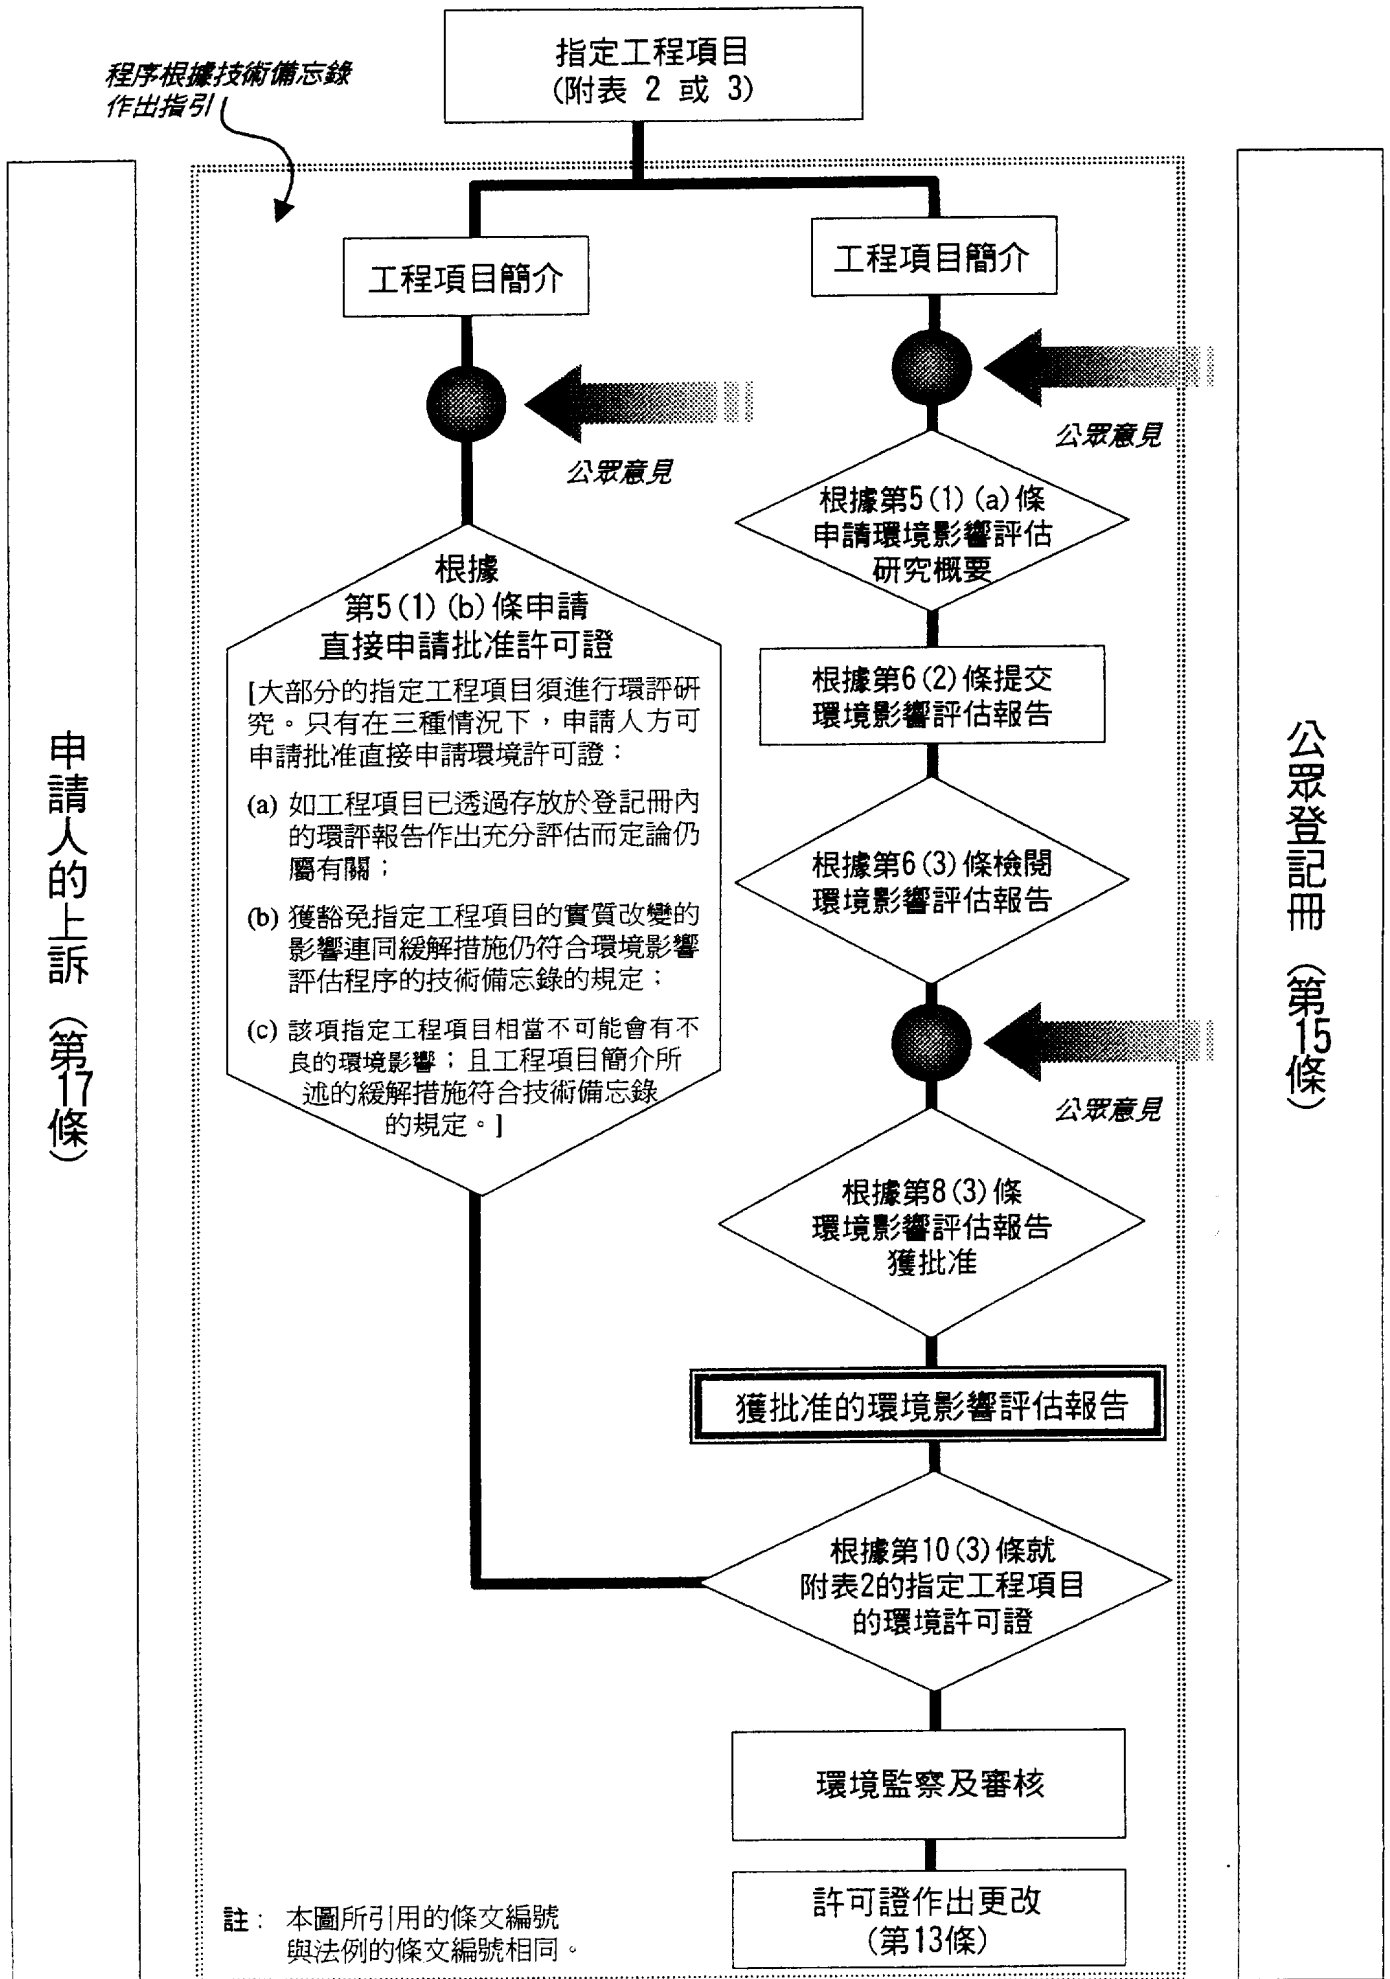 指定工程項目
(附表 2 或 3)
程序根據技術備忘錄
作出指引
申請人的上訴（第17條）
公眾登記冊（第15條）
工程項目簡介
公眾意見
根據
第5(1)(b)條申請
直接申請批准許可證
[大部分的指定工程項目須進行環評研
究。只有在三種情況下，申請人方可
申請批准直接申請環境許可證：
(a) 如工程項目已透過存放於登記冊內
的環評報告作出充分評估而定論仍
屬有關；
(b) 獲豁免指定工程項目的實質改變的
影響連同緩解措施仍符合環境影響
評估程序的技術備忘錄的規定；
(c) 該項指定工程項目相當不可能會有不
良的環境影響；且工程項目簡介所
述的緩解措施符合技術備忘錄
的規定。]
工程項目簡介
公眾意見
根據第5(1)(a)條
申請環境影響評估
研究概要
根據第6(2)條提交
環境影響評估報告
根據第6(3)條檢閱
環境影響評估報告
公眾意見
根據第8(3)條
環境影響評估報告
獲批准
獲批准的環境影響評估報告
根據第10(3)條就
附表2的指定工程項目
的環境許可證
環境監察及審核
許可證作出更改
(第13條)
註： 本圖所引用的條文編號
與法例的條文編號相同。